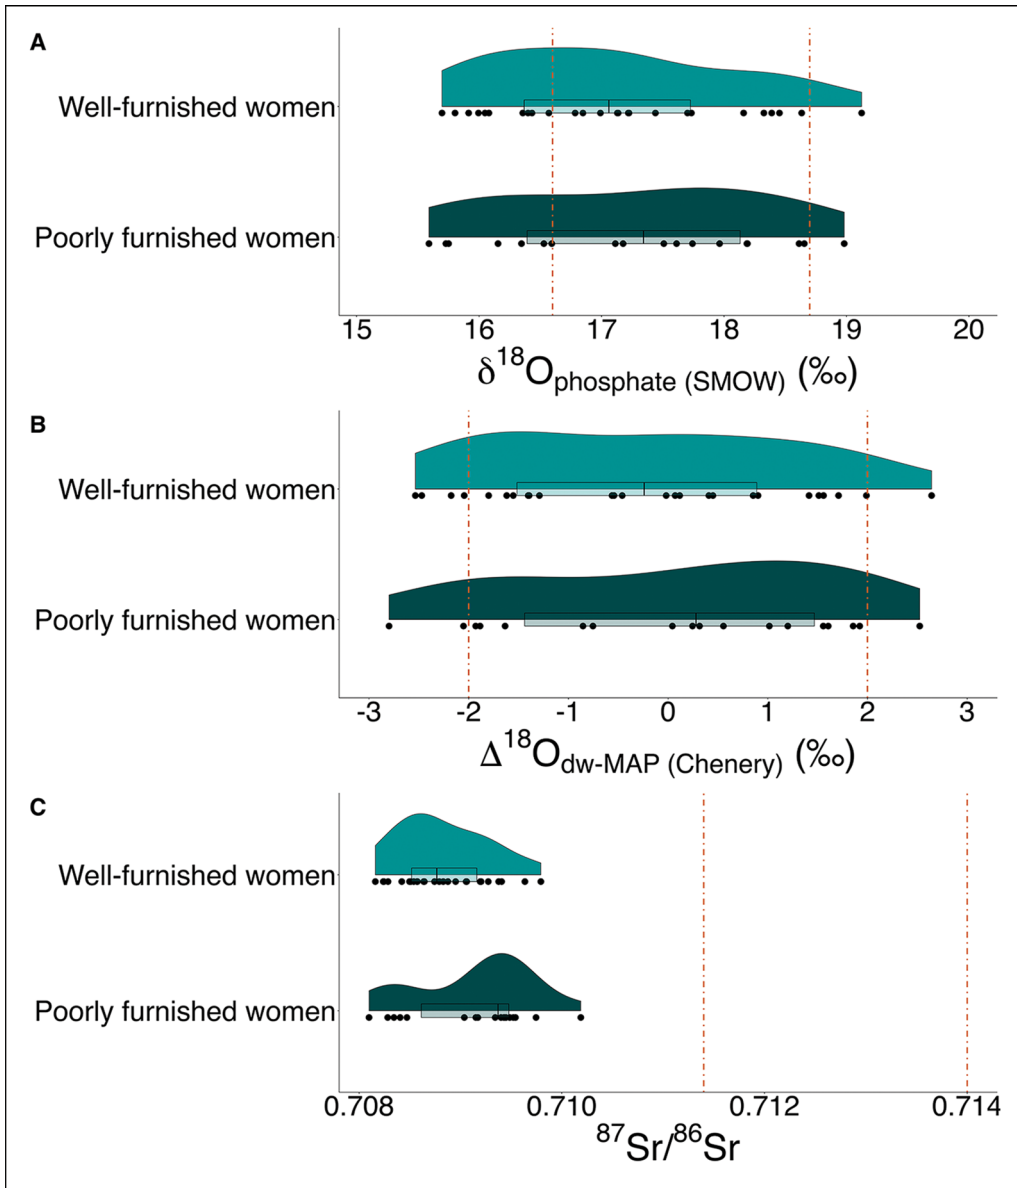 A
Well-furnished women
Poorly furnished women
15 16 17 18 19 20
δ18Ophosphate (SMOW) (‰)
B
Well-furnished women
Poorly furnished women
-3 -2 -1 0 1 2 3
Δ18Odw-MAP (Chenery) (‰)
C
Well-furnished women
Poorly furnished women
0.708 0.710 0.712 0.714
87Sr/86Sr